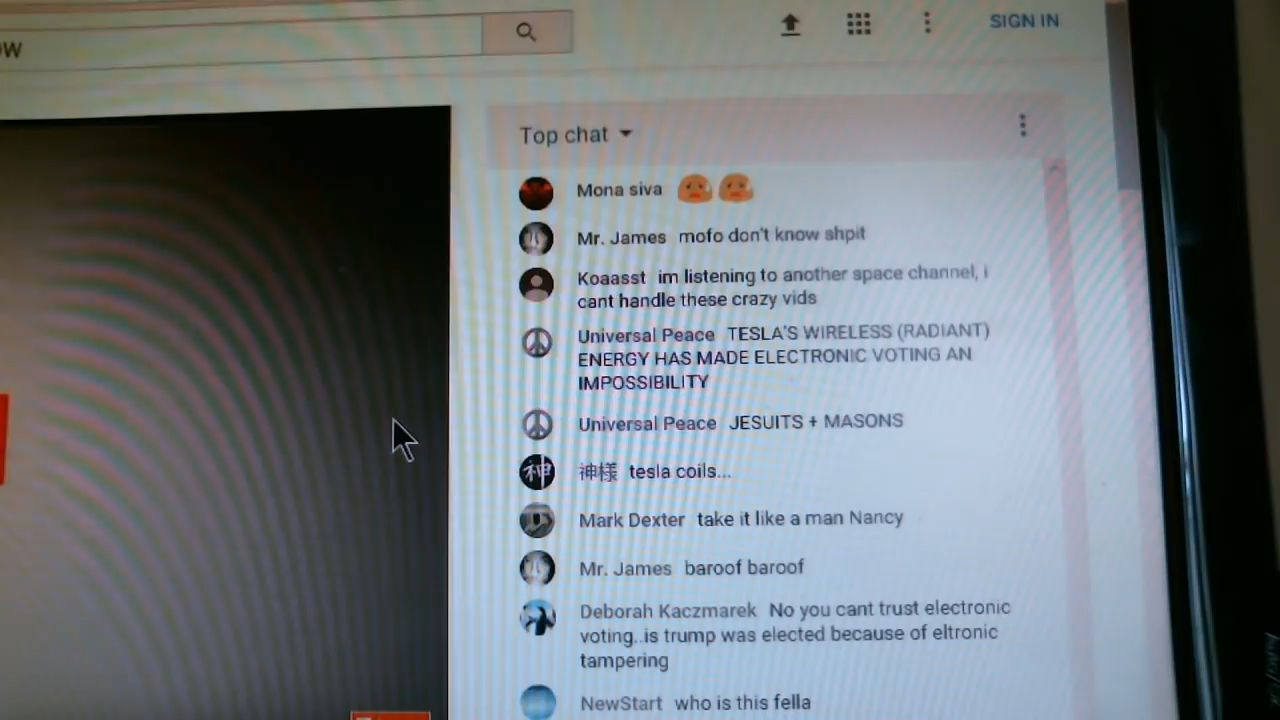 OW
SIGN IN
Top chat
Mona siva
Mr. James mofo don't know shpit
Koaasst im listening to another space channel, i
cant handle these crazy vids
Universal Peace TESLA'S WIRELESS (RADIANT)
ENERGY HAS MADE ELECTRONIC VOTING AN
IMPOSSIBILITY
Universal Peace JESUITS + MASONS
神
神様 tesla coils...
Mark Dexter take it like a man Nancy
Mr. James baroof baroof
Deborah Kaczmarek No you cant trust electronic
voting..is trump was elected because of eltronic
tampering
NewStart who is this fella